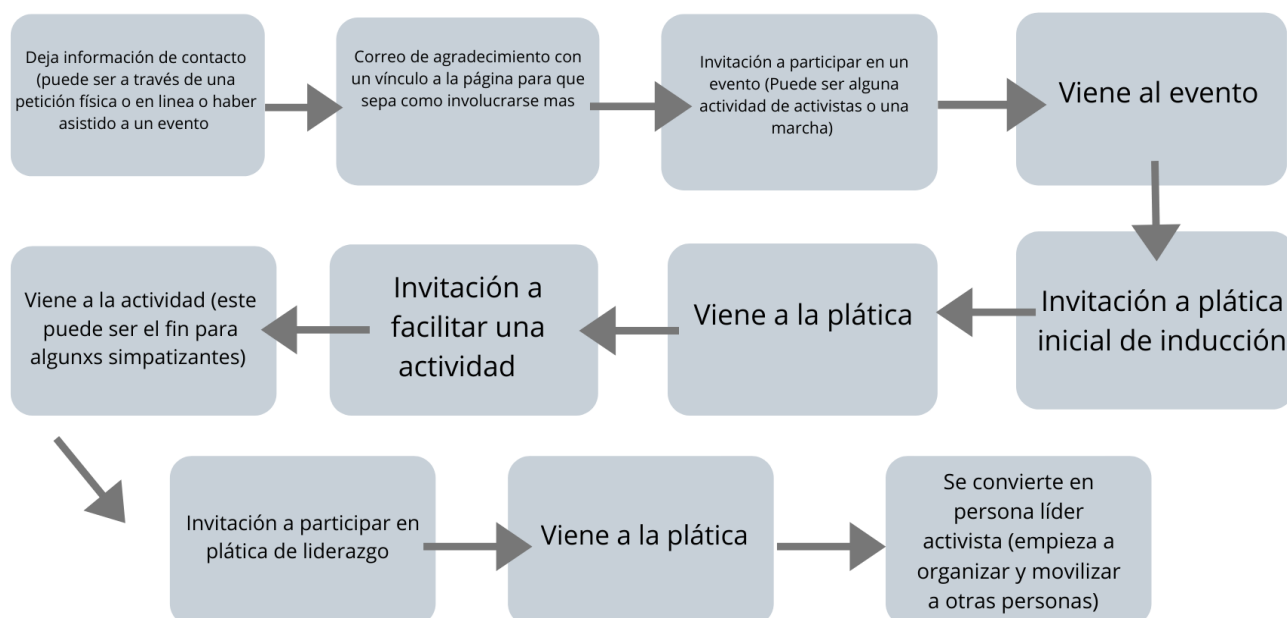 Deja información de contacto
(puede ser a través de una
petición física o en linea o haber
asistido a un evento
Correo de agradecimiento con
un vínculo a la página para que
sepa como involucrarse mas
Invitación a participar en un
evento (Puede ser alguna
actividad de activistas o una
marcha)
Viene al evento
Invitación a plática
inicial de inducción
Viene a la plática
Invitación a
facilitar una
actividad
Viene a la actividad (este
puede ser el fin para
algunxs simpatizantes)
Invitación a participar en
plática de liderazgo
Viene a la plática
Se convierte en
persona líder
activista (empieza a
organizar y movilizar
a otras personas)